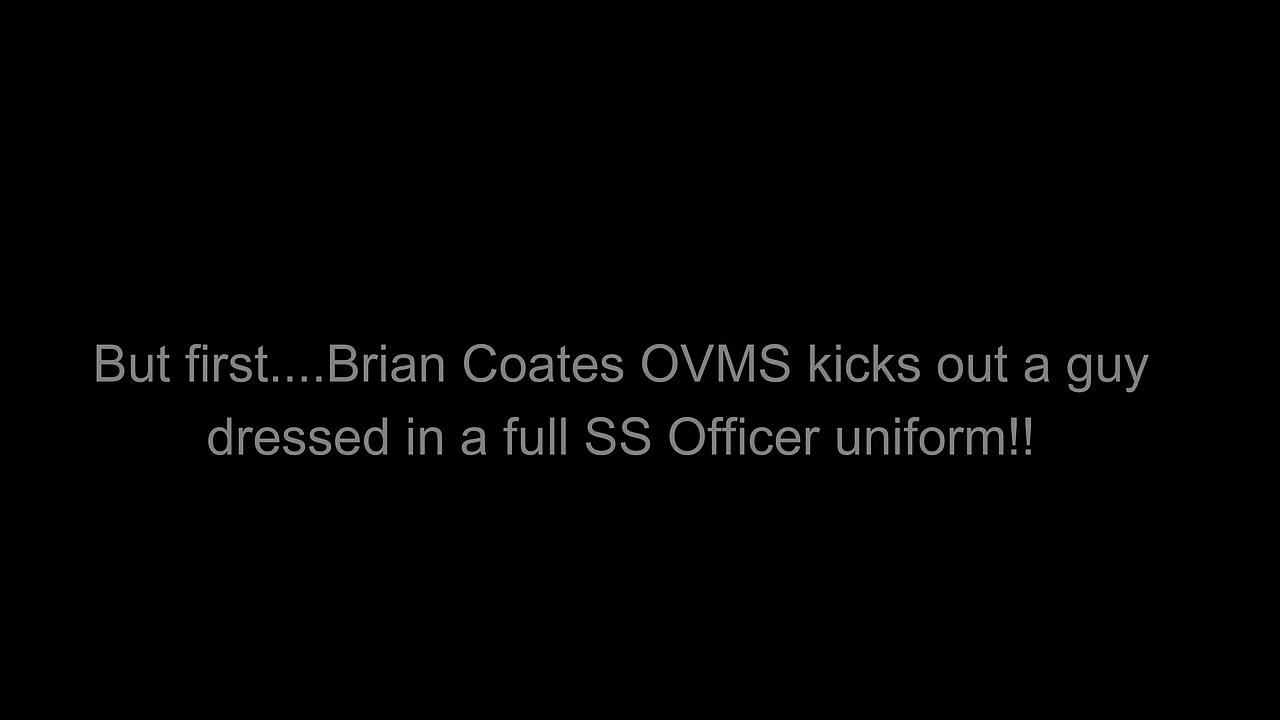 But first....Brian Coates OVMS kicks out a guy
dressed in a full SS Officer uniform!!